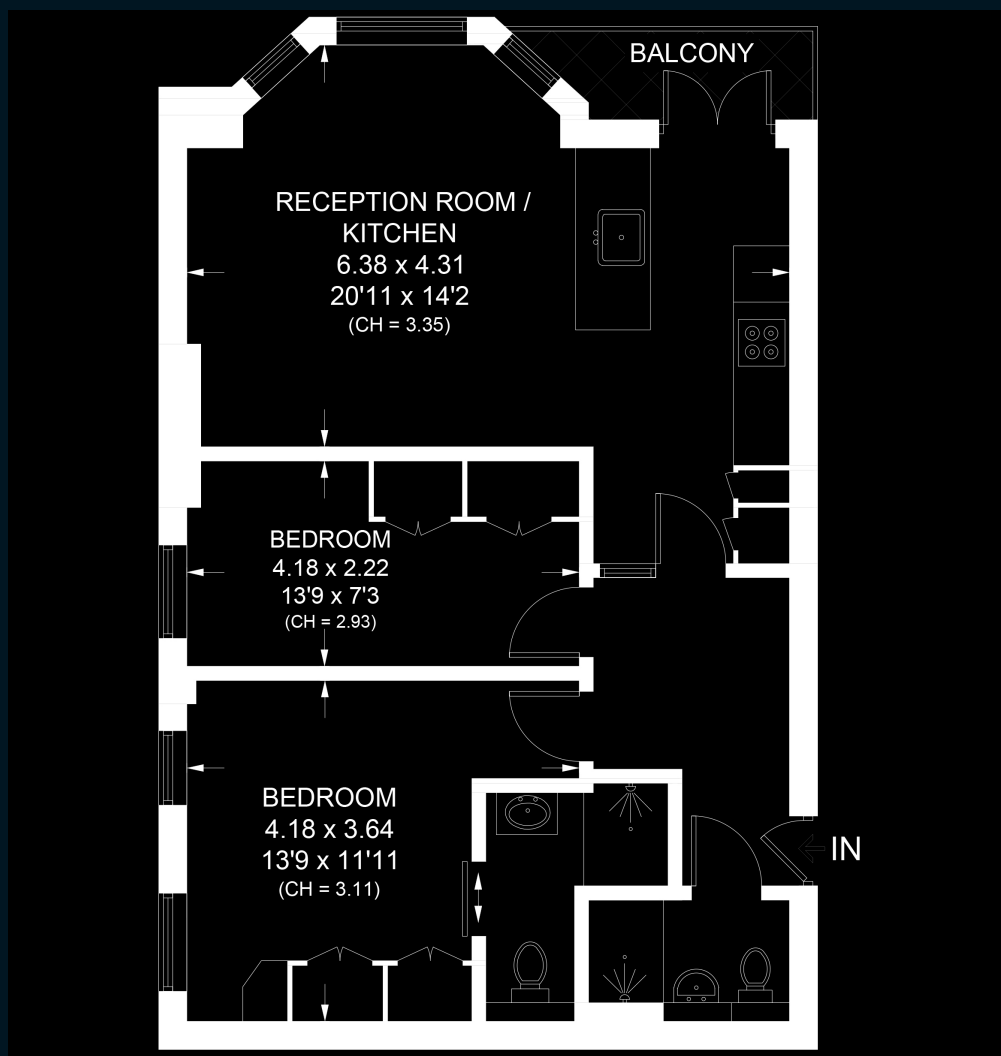 BALCONY
RECEPTION ROOM /
KITCHEN
6.38 x 4.31
20'11 x 14'2
(CH = 3.35)
BEDROOM
4.18 x 2.22
13'9 x 7'3
(CH = 2.93)
BEDROOM
4.18 x 3.64
13'9 x 11'11
(CH = 3.11)
IN